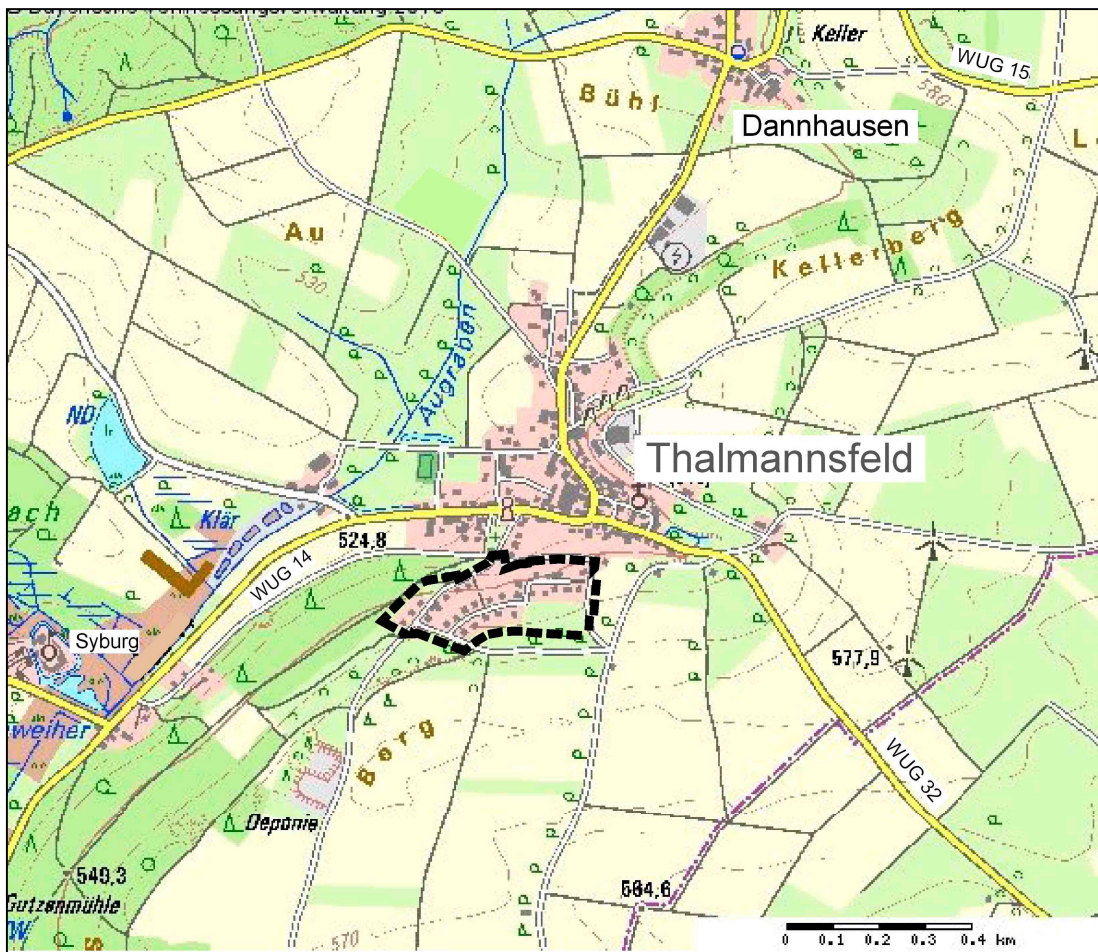 Keller
WUG 15
580
Bühl
Dannhausen
Au
530
Kellerberg
Augraben
ND
Thalmannsfeld
Klär
524,8
WUG 14
Syburg
577,9
weiher
Berg
WUG 32
Deponie
549,3
Gutzenmühle
584,6
570
0 0.1 0.2 0.3 0.4 km